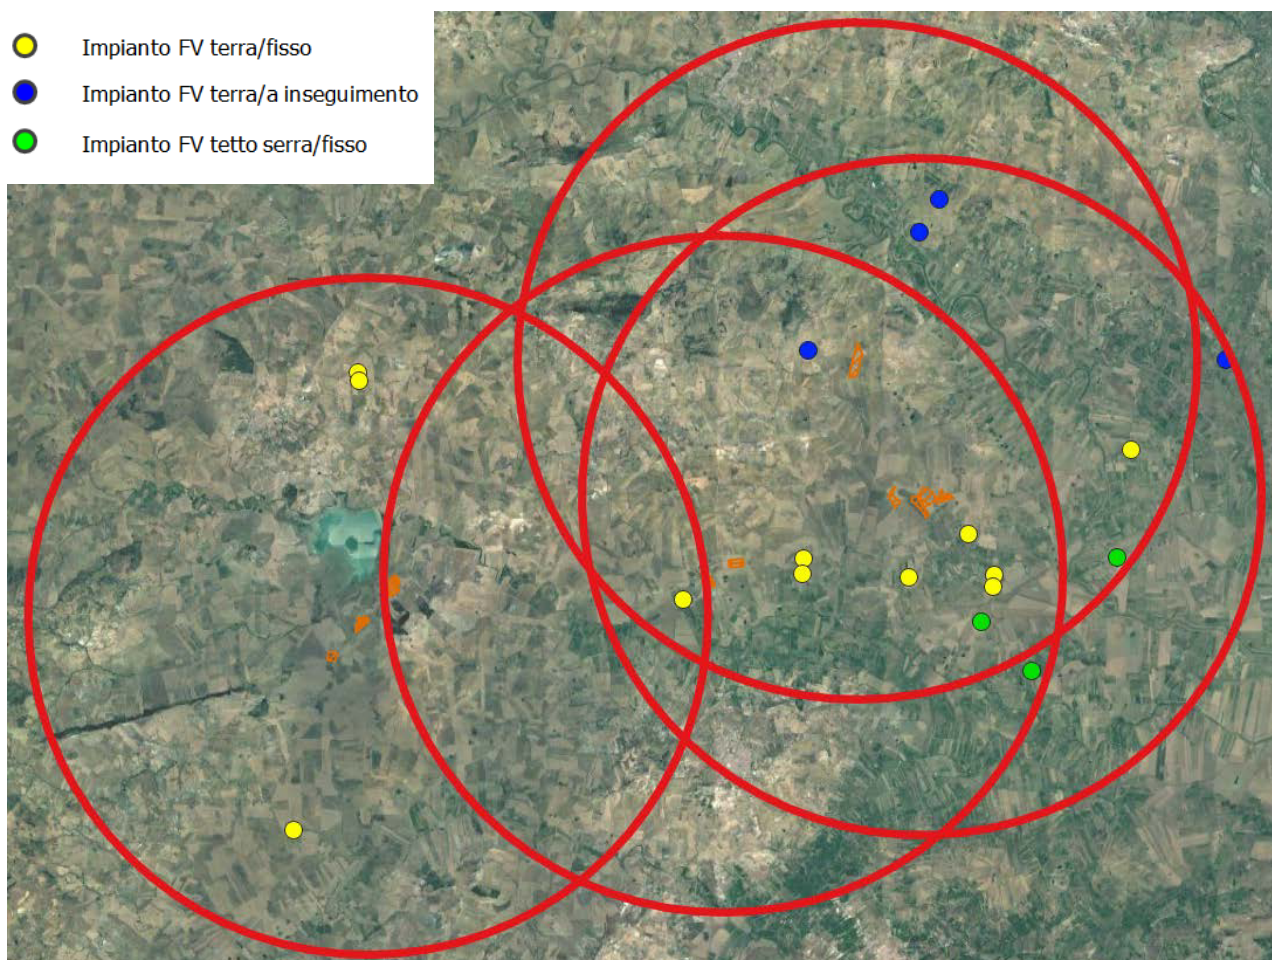 Impianto FV terra/fisso
Impianto FV terra/a inseguimento
Impianto FV tetto serra/fisso